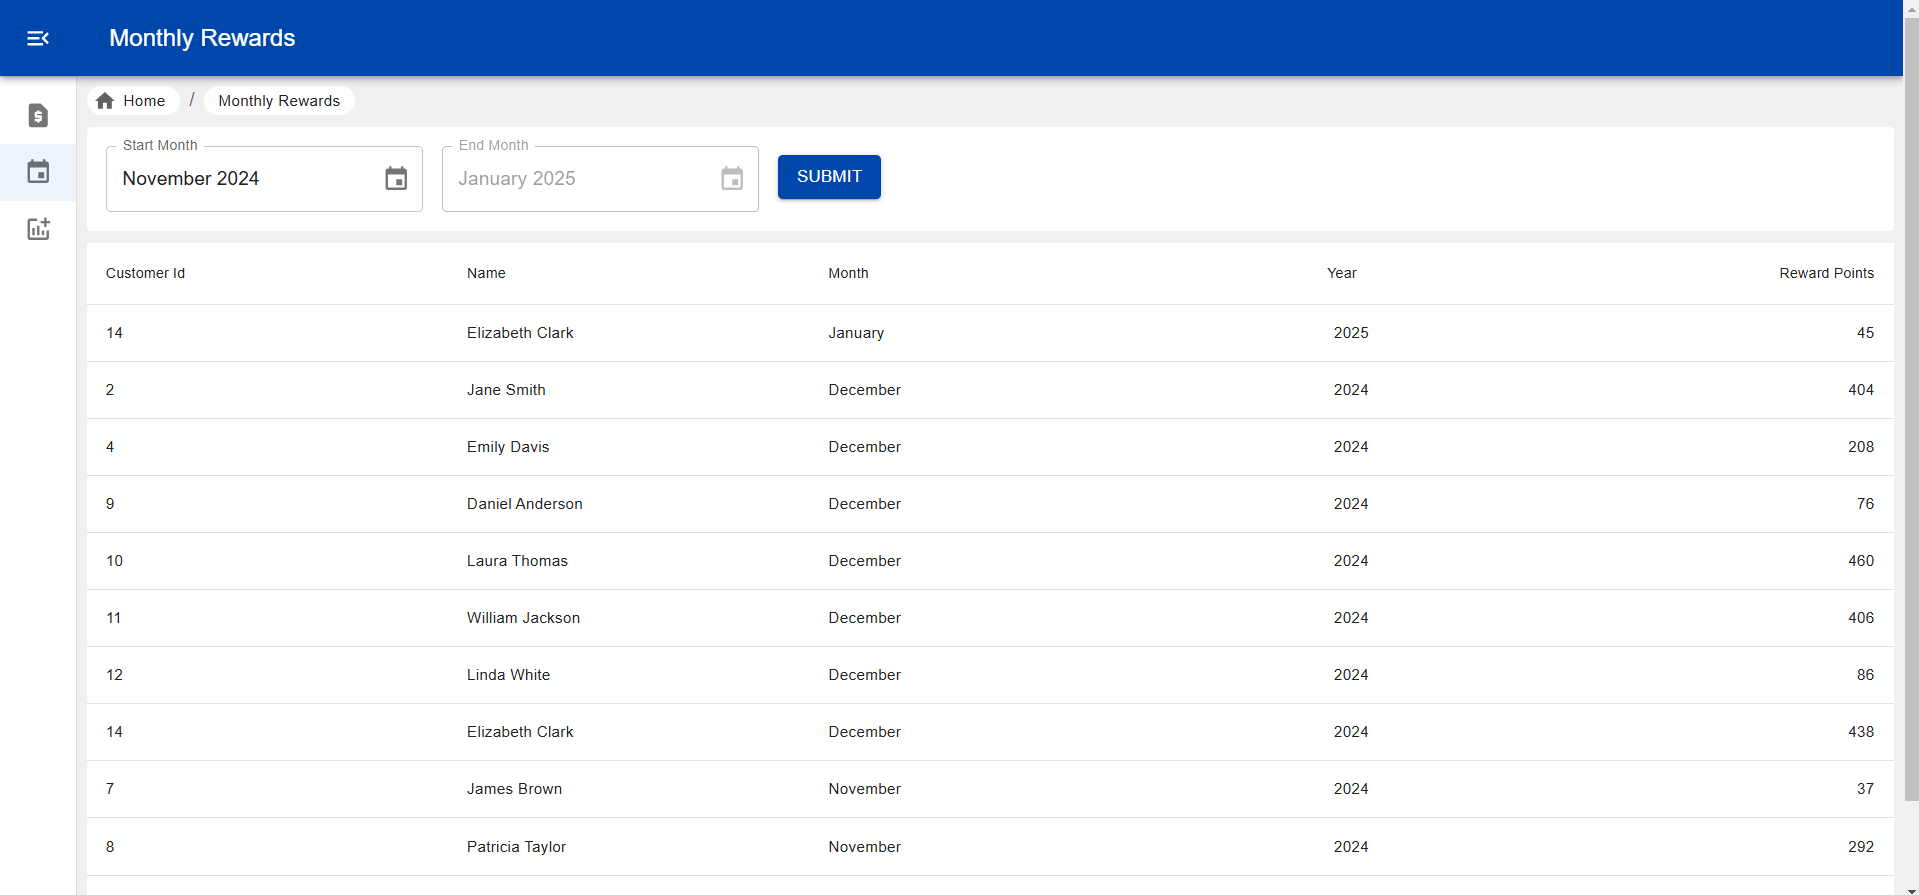 Monthly Rewards
Home / Monthly Rewards
Start Month End Month
November 2024 January 2025 SUBMIT
Customer Id Name Month Year Reward Points
14 Elizabeth Clark January 2025 45
2 Jane Smith December 2024 404
4 Emily Davis December 2024 208
9 Daniel Anderson December 2024 76
10 Laura Thomas December 2024 460
11 William Jackson December 2024 406
12 Linda White December 2024 86
14 Elizabeth Clark December 2024 438
7 James Brown November 2024 37
8 Patricia Taylor November 2024 292